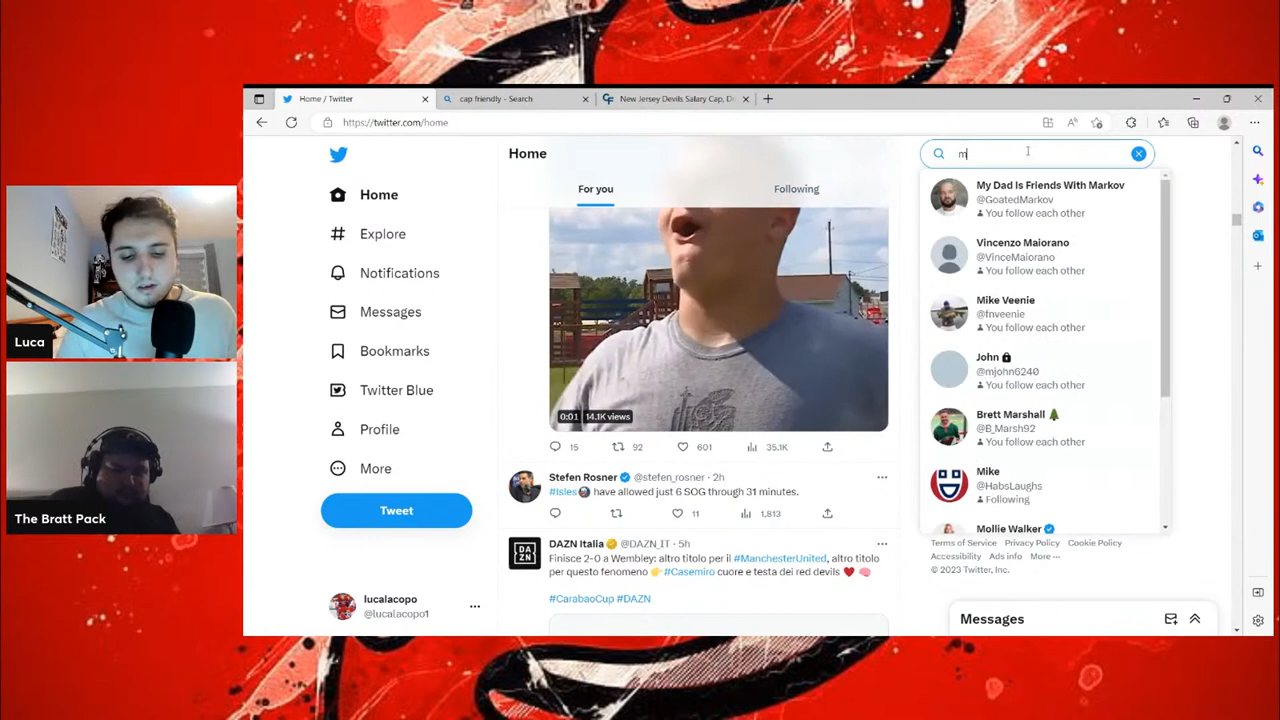 Home / Twitter
cap friendly - Search
New Jersey Devils Salary Cap, D
https://twitter.com/home
Home
For you
Following
Home
Explore
Notifications
Messages
Bookmarks
Twitter Blue
Profile
More
Tweet
lucalacopo
@lucalacopo1
0:01 14.1K views
15
92
601
35.1K
Stefen Rosner @stefen_rosner · 2h
#Isles have allowed just 6 SOG through 31 minutes.
11
1,813
DAZN Italia @DAZN_IT · 5h
Finisce 2-0 a Wembley: altro titolo per il #ManchesterUnited, altro titolo
per questo fenomeno 👉 #Casemiro cuore e testa dei red devils ❤️ 🧠
#CarabaoCup #DAZN
DAZN
m
My Dad Is Friends With Markov
@GoatedMarkov
You follow each other
Vincenzo Maiorano
@VinceMaiorano
You follow each other
Mike Veenie
@fnveenie
You follow each other
John
@mjohn6240
You follow each other
Brett Marshall 🌲
@B_Marsh92
You follow each other
Mike
@HabsLaughs
Following
Mollie Walker
Terms of Service Privacy Policy Cookie Policy
Accessibility Ads info More ···
© 2023 Twitter, Inc.
Messages
Luca
The Bratt Pack